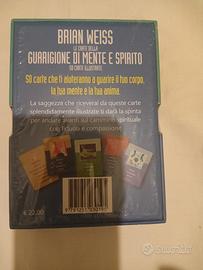 BRIAN WEISS
LE CARTE DELLA
GUARIGIONE DI MENTE E SPIRITO
50 CARTE ILLUSTRATE
50 carte che ti aiuteranno a guarire il tuo corpo,
la tua mente e la tua anima.
La saggezza che riceverai da queste carte
splendidamente illustrate ti darà la spinta
per andare avanti sul cammino spirituale
con fiducia e compassione.
€ 22,00
subito